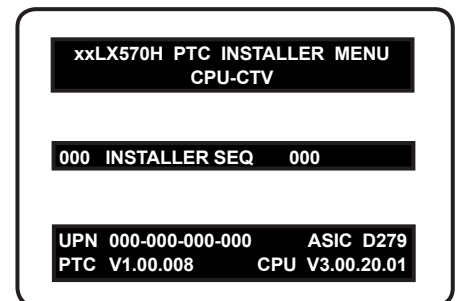 xxLX570H PTC INSTALLER MENU
CPU-CTV
000 INSTALLER SEQ 000
UPN 000-000-000-000 ASIC D279
PTC V1.00.008 CPU V3.00.20.01